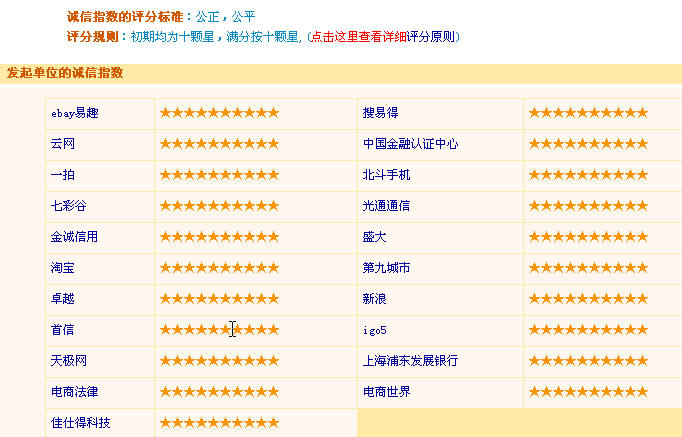 诚信指数的评分标准：公正，公平
评分规则：初期均为十颗星，满分按十颗星, (点击这里查看详细评分原则)
发起单位的诚信指数
ebay易趣 ★★★★★★★★★★ 搜易得 ★★★★★★★★★★
云网 ★★★★★★★★★★ 中国金融认证中心 ★★★★★★★★★★
一拍 ★★★★★★★★★★ 北斗手机 ★★★★★★★★★★
七彩谷 ★★★★★★★★★★ 光通通信 ★★★★★★★★★★
金诚信用 ★★★★★★★★★★ 盛大 ★★★★★★★★★★
淘宝 ★★★★★★★★★★ 第九城市 ★★★★★★★★★★
卓越 ★★★★★★★★★★ 新浪 ★★★★★★★★★★
首信 ★★★★★★★★★★ igo5 ★★★★★★★★★★
天极网 ★★★★★★★★★★ 上海浦东发展银行 ★★★★★★★★★★
电商法律 ★★★★★★★★★★ 电商世界 ★★★★★★★★★★
佳仕得科技 ★★★★★★★★★★